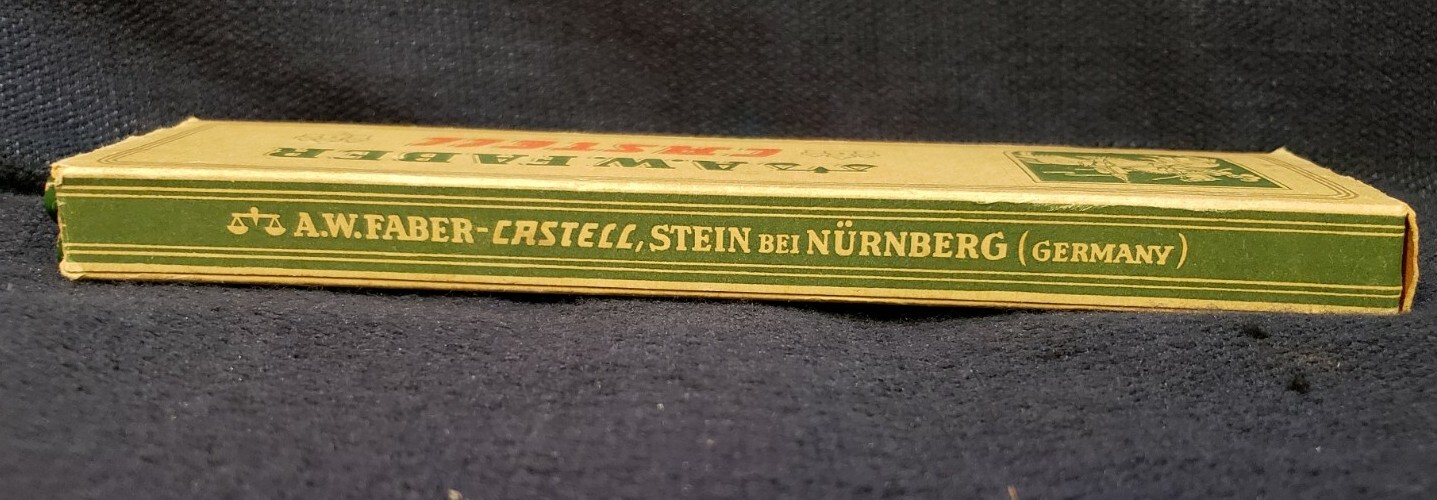 A.W. FABER
CASTELL
A.W.FABER-CASTELL, STEIN BEI NÜRNBERG (GERMANY)